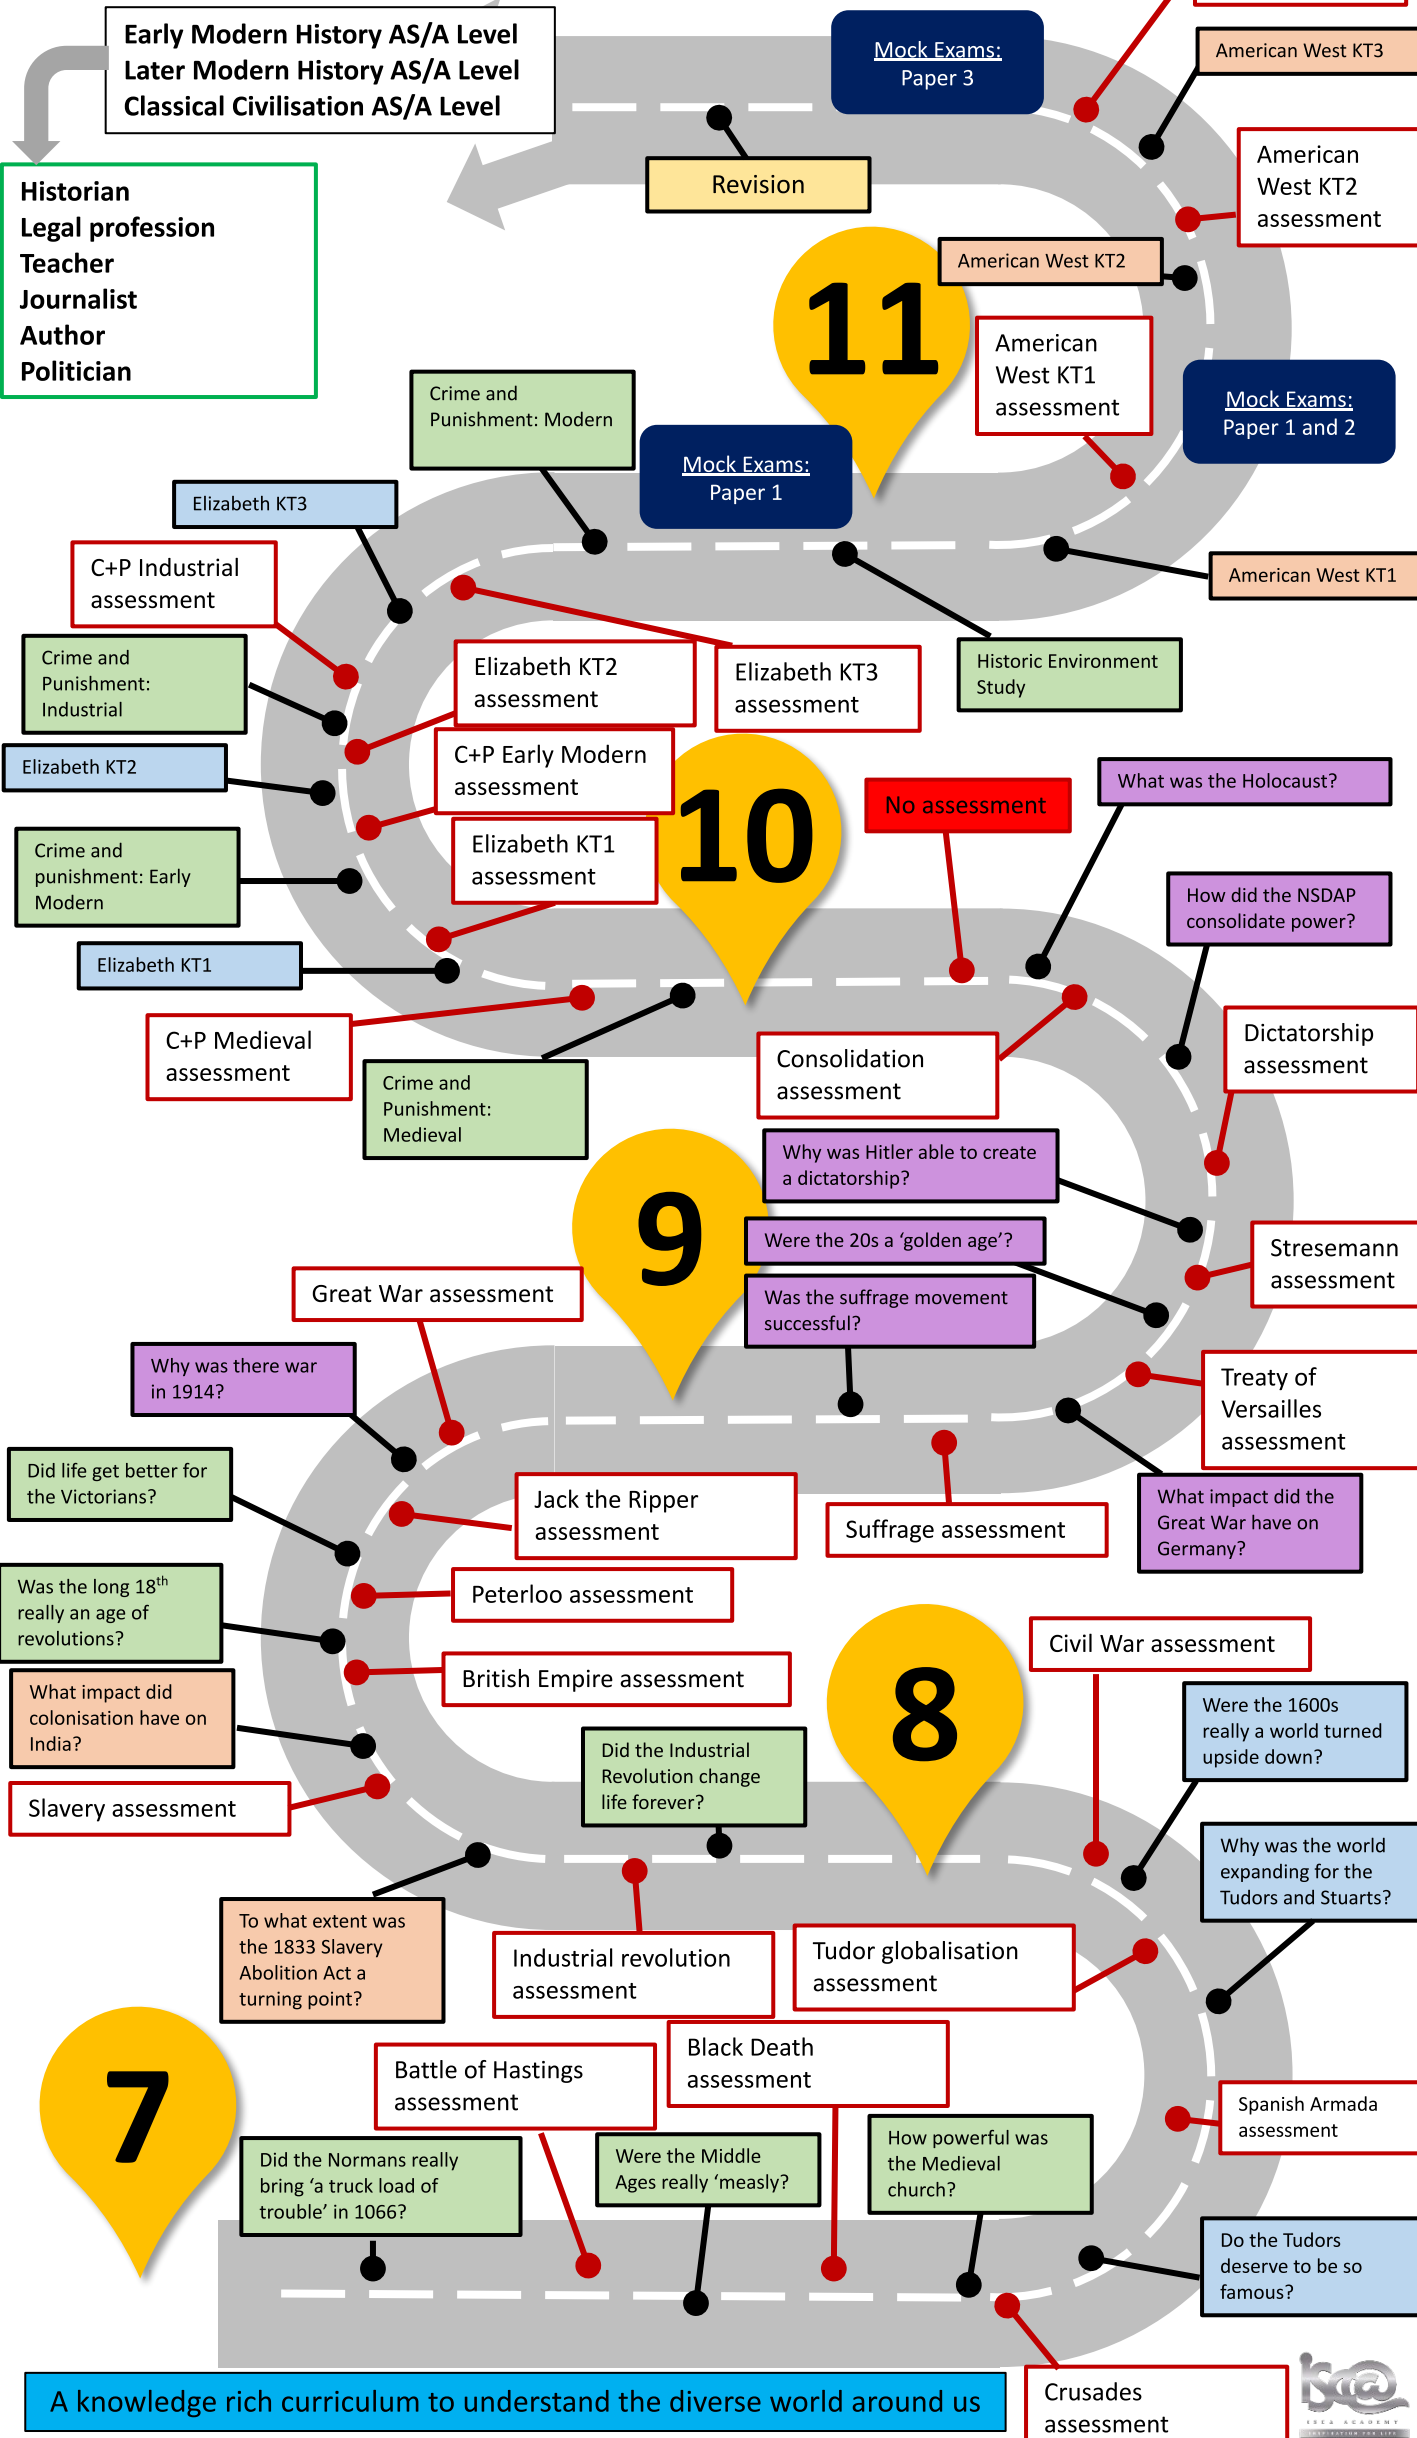 Early Modern History AS/A Level
Later Modern History AS/A Level
Classical Civilisation AS/A Level
Mock Exams:
Paper 3
American West KT3
Revision
American
West KT2
assessment
Historian
Legal profession
Teacher
Journalist
Author
Politician
American West KT2
11
American
West KT1
assessment
Mock Exams:
Paper 1 and 2
Crime and
Punishment: Modern
Mock Exams:
Paper 1
Elizabeth KT3
C+P Industrial
assessment
American West KT1
Crime and
Punishment:
Industrial
Elizabeth KT2
assessment
Elizabeth KT3
assessment
Historic Environment
Study
Elizabeth KT2
C+P Early Modern
assessment
10
No assessment
What was the Holocaust?
Crime and
punishment: Early
Modern
Elizabeth KT1
assessment
How did the NSDAP
consolidate power?
Elizabeth KT1
C+P Medieval
assessment
Crime and
Punishment:
Medieval
Consolidation
assessment
Dictatorship
assessment
Why was Hitler able to create
a dictatorship?
9
Were the 20s a ‘golden age’?
Stresemann
assessment
Was the suffrage movement
successful?
Great War assessment
Why was there war
in 1914?
Treaty of
Versailles
assessment
Did life get better for
the Victorians?
Jack the Ripper
assessment
Suffrage assessment
What impact did the
Great War have on
Germany?
Was the long 18th
really an age of
revolutions?
Peterloo assessment
Civil War assessment
British Empire assessment
8
What impact did
colonisation have on
India?
Were the 1600s
really a world turned
upside down?
Did the Industrial
Revolution change
life forever?
Slavery assessment
Why was the world
expanding for the
Tudors and Stuarts?
To what extent was
the 1833 Slavery
Abolition Act a
turning point?
Industrial revolution
assessment
Tudor globalisation
assessment
7
Battle of Hastings
assessment
Black Death
assessment
Spanish Armada
assessment
Did the Normans really
bring ‘a truck load of
trouble’ in 1066?
Were the Middle
Ages really ‘measly?
How powerful was
the Medieval
church?
Do the Tudors
deserve to be so
famous?
A knowledge rich curriculum to understand the diverse world around us
Crusades
assessment
isca
ISCA ACADEMY
INSPIRATION FOR LIFE